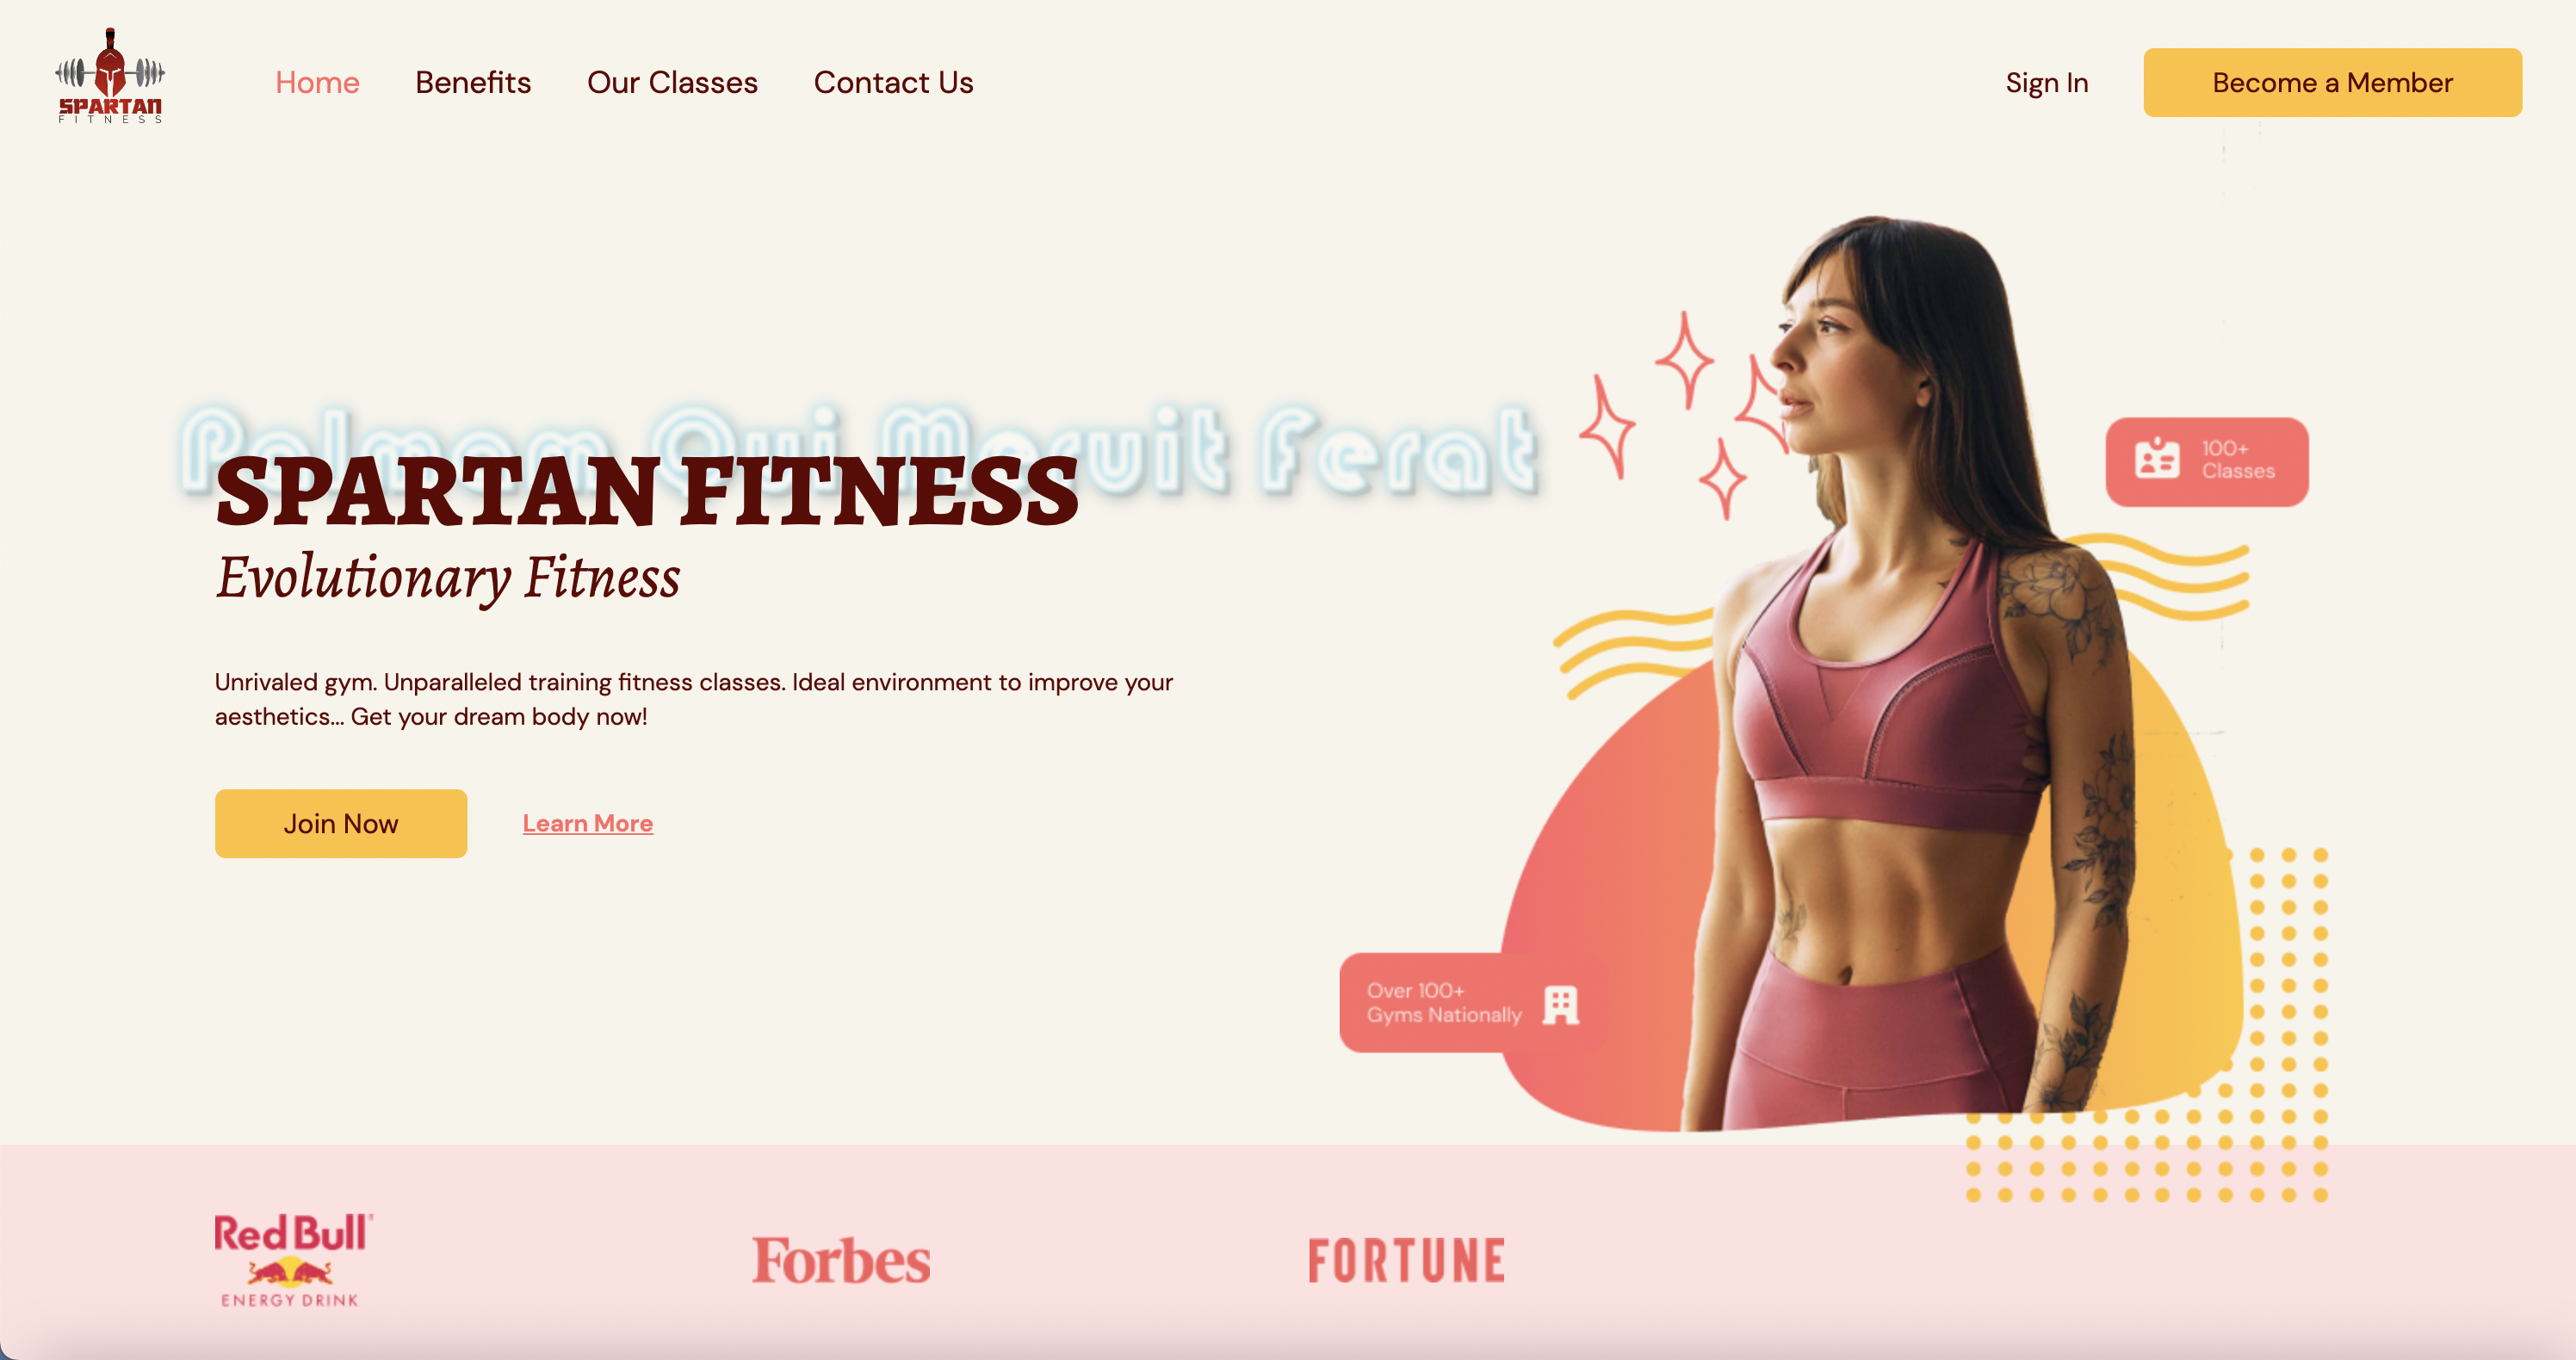 SPARTAN
FITNESS
Home
Benefits
Our Classes
Contact Us
Sign In
Become a Member
Palmam Qui Meruit Ferat
SPARTAN FITNESS
Evolutionary Fitness
Unrivaled gym. Unparalleled training fitness classes. Ideal environment to improve your
aesthetics... Get your dream body now!
Join Now
Learn More
100+
Classes
Over 100+
Gyms Nationally
Red Bull
ENERGY DRINK
Forbes
FORTUNE